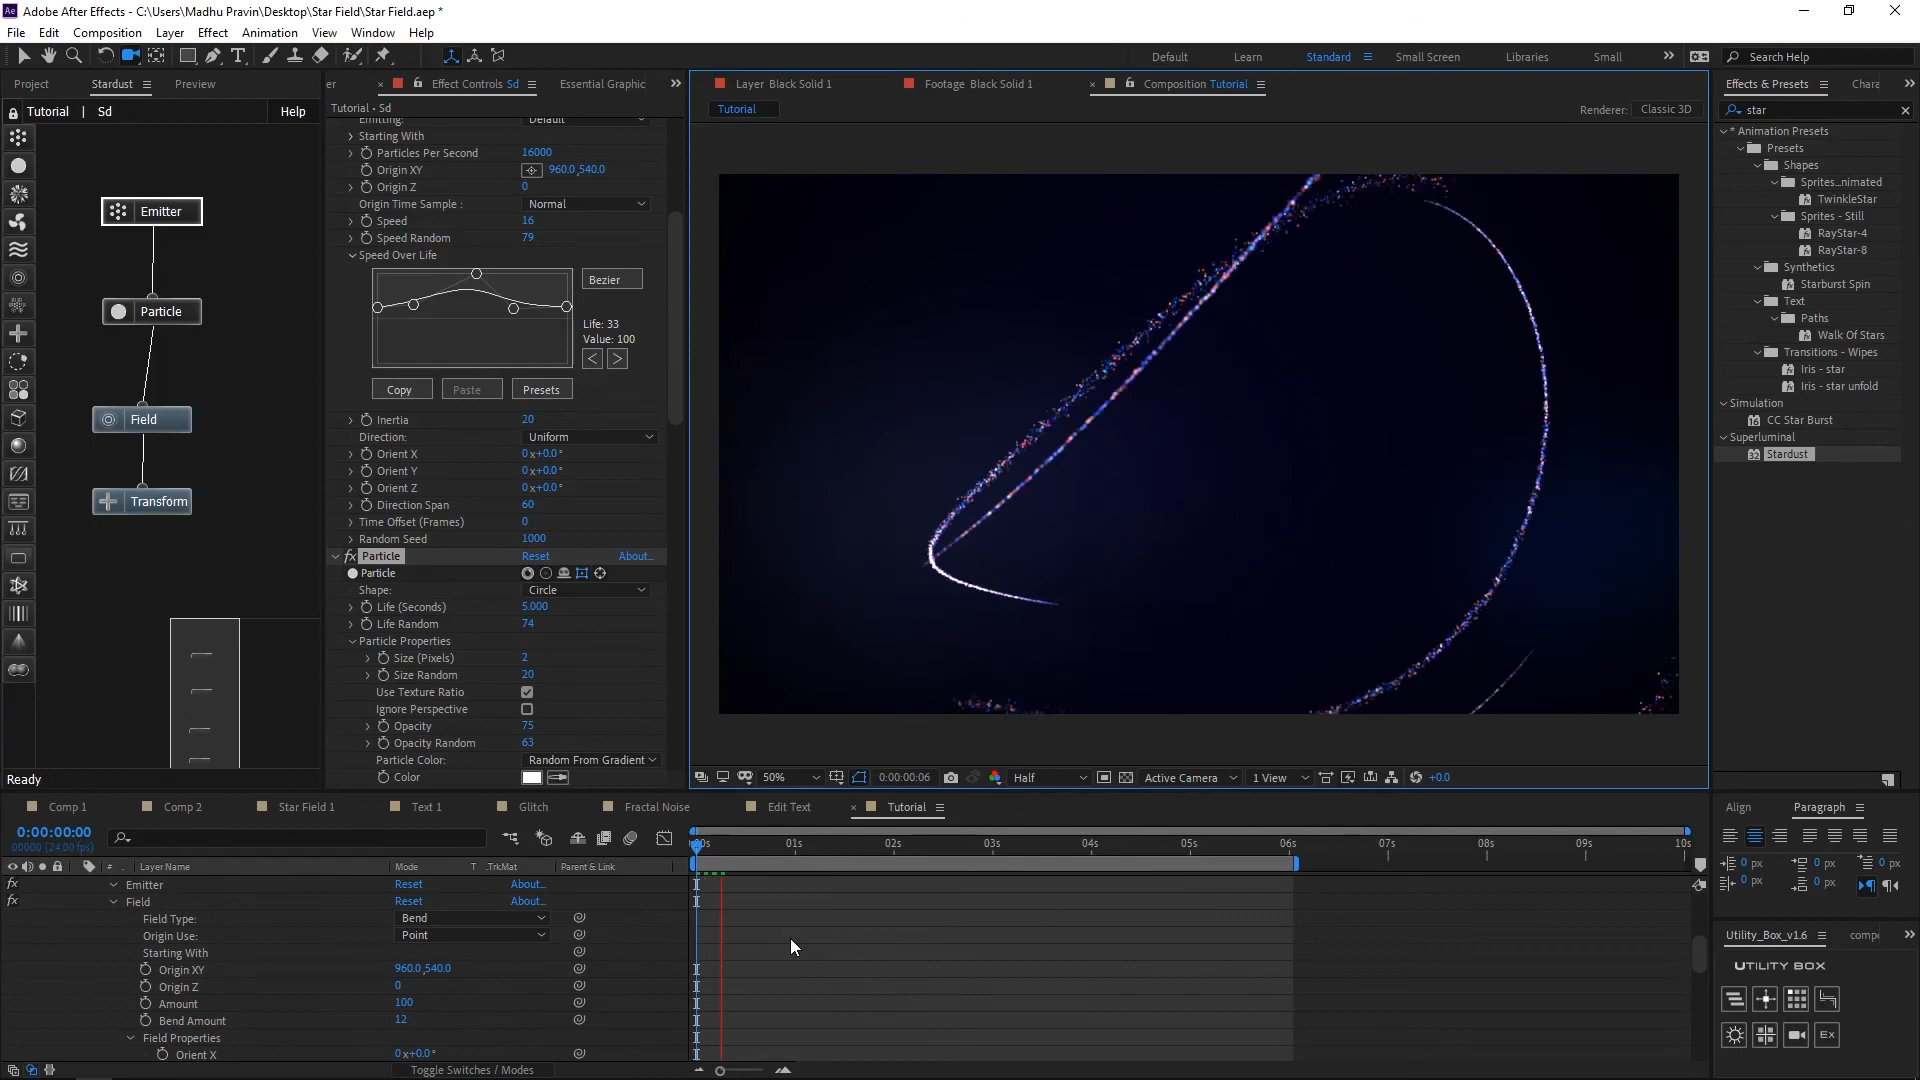 Adobe After Effects - C:\Users\Madhu Pravin\Desktop\Star Field\Star Field.aep *
File Edit Composition Layer Effect Animation View Window Help
Default Learn Standard Small Screen Libraries Small Search Help
Project Stardust Preview
Tutorial | Sd Help
Emitter
Particle
Field
Transform
Ready
er Effect Controls Sd Essential Graphic
Tutorial • Sd
Emitting: Default
Starting With
Particles Per Second 16000
Origin XY 960.0,540.0
Origin Z 0
Origin Time Sample : Normal
Speed 16
Speed Random 79
Speed Over Life
Bezier
Life: 33
Value: 100
< >
Copy Paste Presets
Inertia 20
Direction: Uniform
Orient X 0x+0.0°
Orient Y 0x+0.0°
Orient Z 0x+0.0°
Direction Span 60
Time Offset (Frames) 0
Random Seed 1000
fx Particle Reset About...
Particle
Shape: Circle
Life (Seconds) 5.000
Life Random 74
Particle Properties
Size (Pixels) 2
Size Random 20
Use Texture Ratio
Ignore Perspective
Opacity 75
Opacity Random 63
Particle Color: Random From Gradient
Color
Layer Black Solid 1 Footage Black Solid 1 Composition Tutorial
Tutorial Renderer: Classic 3D
50% 0:00:00:06 Half Active Camera 1 View +0.0
Effects & Presets Chara
star
* Animation Presets
Presets
Shapes
Sprites...nimated
TwinkleStar
Sprites - Still
RayStar-4
RayStar-8
Synthetics
Starburst Spin
Text
Paths
Walk Of Stars
Transitions - Wipes
Iris - star
Iris - star unfold
Simulation
CC Star Burst
Superluminal
Stardust
Comp 1 Comp 2 Star Field 1 Text 1 Glitch Fractal Noise Edit Text Tutorial
0:00:00:00
00000 (24.00 fps)
# Layer Name Mode T .TrkMat Parent & Link
:00s 01s 02s 03s 04s 05s 06s 07s 08s 09s 10s
fx Emitter Reset About...
fx Field Reset About...
Field Type: Bend
Origin Use: Point
Starting With
Origin XY 960.0,540.0
Origin Z 0
Amount 100
Bend Amount 12
Field Properties
Orient X 0x+0.0°
Toggle Switches / Modes
Align Paragraph
0 px 0 px 0 px
0 px 0 px
Utility_Box_v1.6 comp
UTILITY BOX
EX